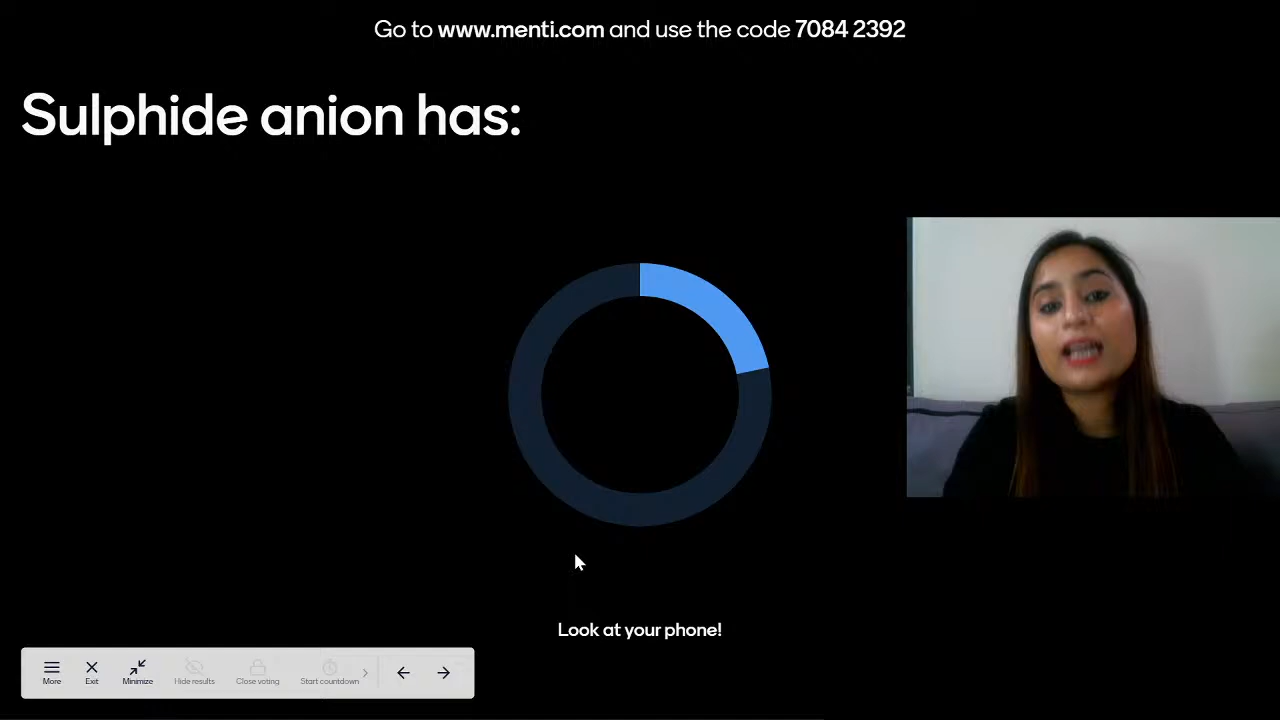 Go to www.menti.com and use the code 7084 2392
Sulphide anion has:
Look at your phone!
More Exit Minimize Hide results Close voting Start countdown